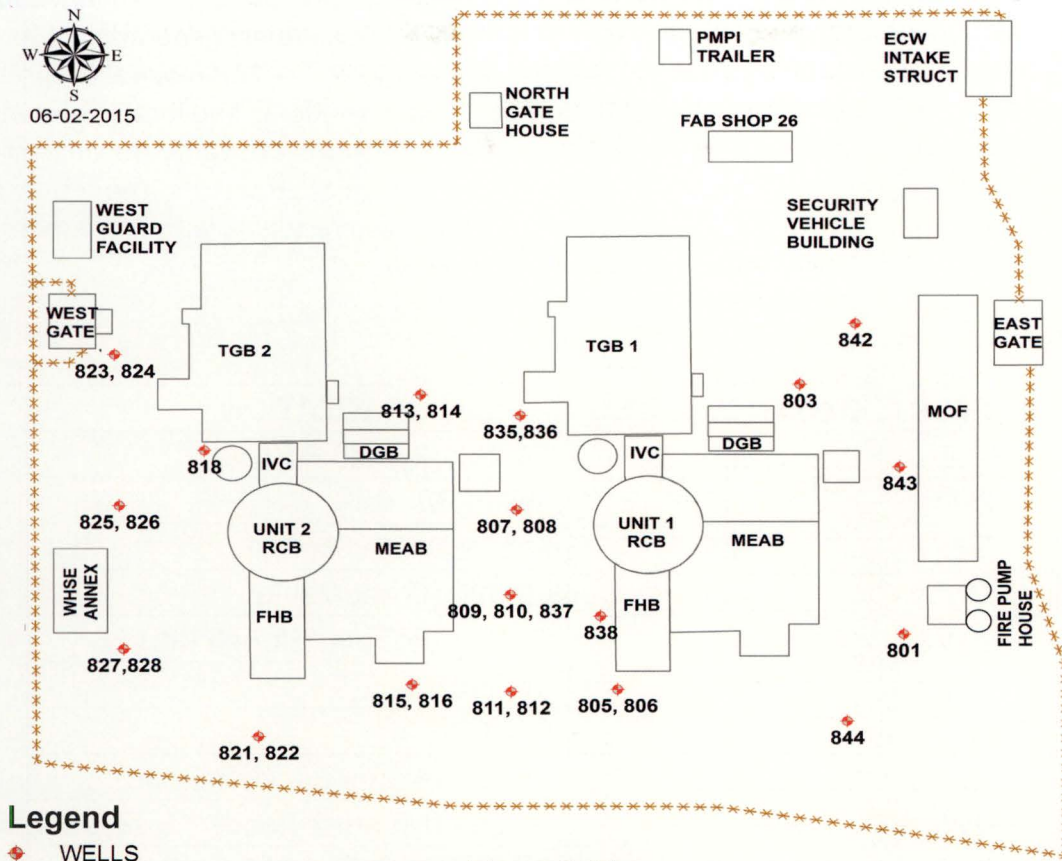 N
W E
S
06-02-2015
PMPI
TRAILER
ECW
INTAKE
STRUCT
NORTH
GATE
HOUSE
FAB SHOP 26
WEST
GUARD
FACILITY
SECURITY
VEHICLE
BUILDING
WEST
GATE
EAST
GATE
823, 824
TGB 2
TGB 1
842
803
MOF
813, 814
835,836
818
IVC
DGB
IVC
DGB
843
825, 826
UNIT 2
RCB
MEAB
807, 808
UNIT 1
RCB
MEAB
WHSE
ANNEX
FHB
809, 810, 837
838
FHB
FIRE PUMP
HOUSE
801
827,828
815, 816
811, 812
805, 806
844
821, 822
Legend
WELLS